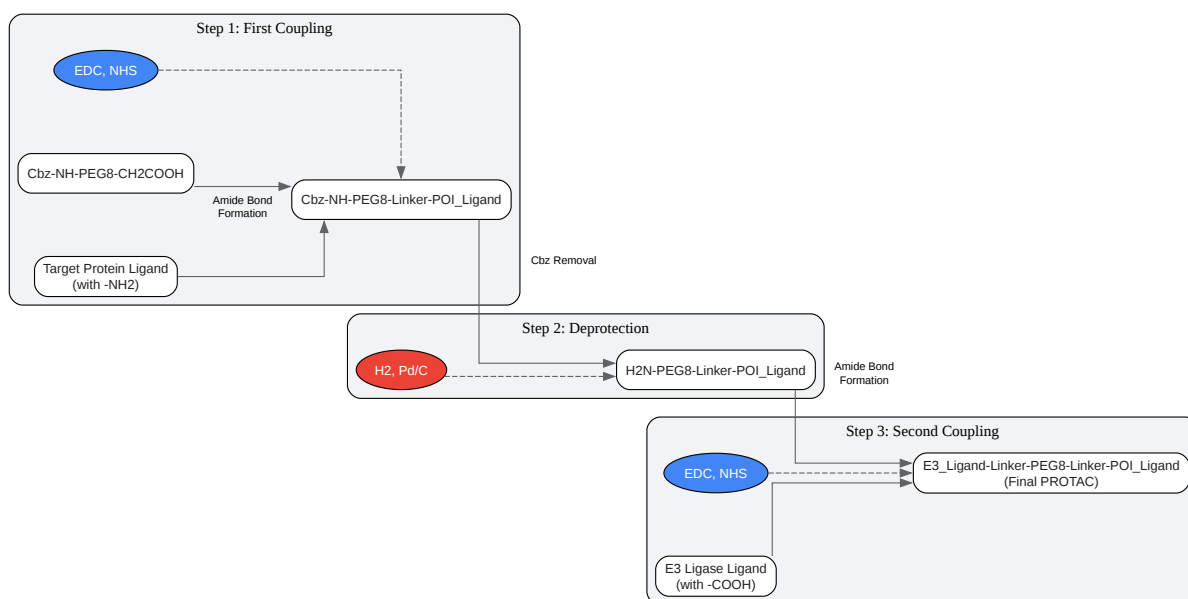 Step 1: First Coupling
EDC, NHS
Cbz-NH-PEG8-CH2COOH
Amide Bond
Formation
Cbz-NH-PEG8-Linker-POI_Ligand
Target Protein Ligand
(with -NH2)
Cbz Removal
Step 2: Deprotection
H2, Pd/C
H2N-PEG8-Linker-POI_Ligand
Amide Bond
Formation
Step 3: Second Coupling
EDC, NHS
E3_Ligand-Linker-PEG8-Linker-POI_Ligand
(Final PROTAC)
E3 Ligase Ligand
(with -COOH)